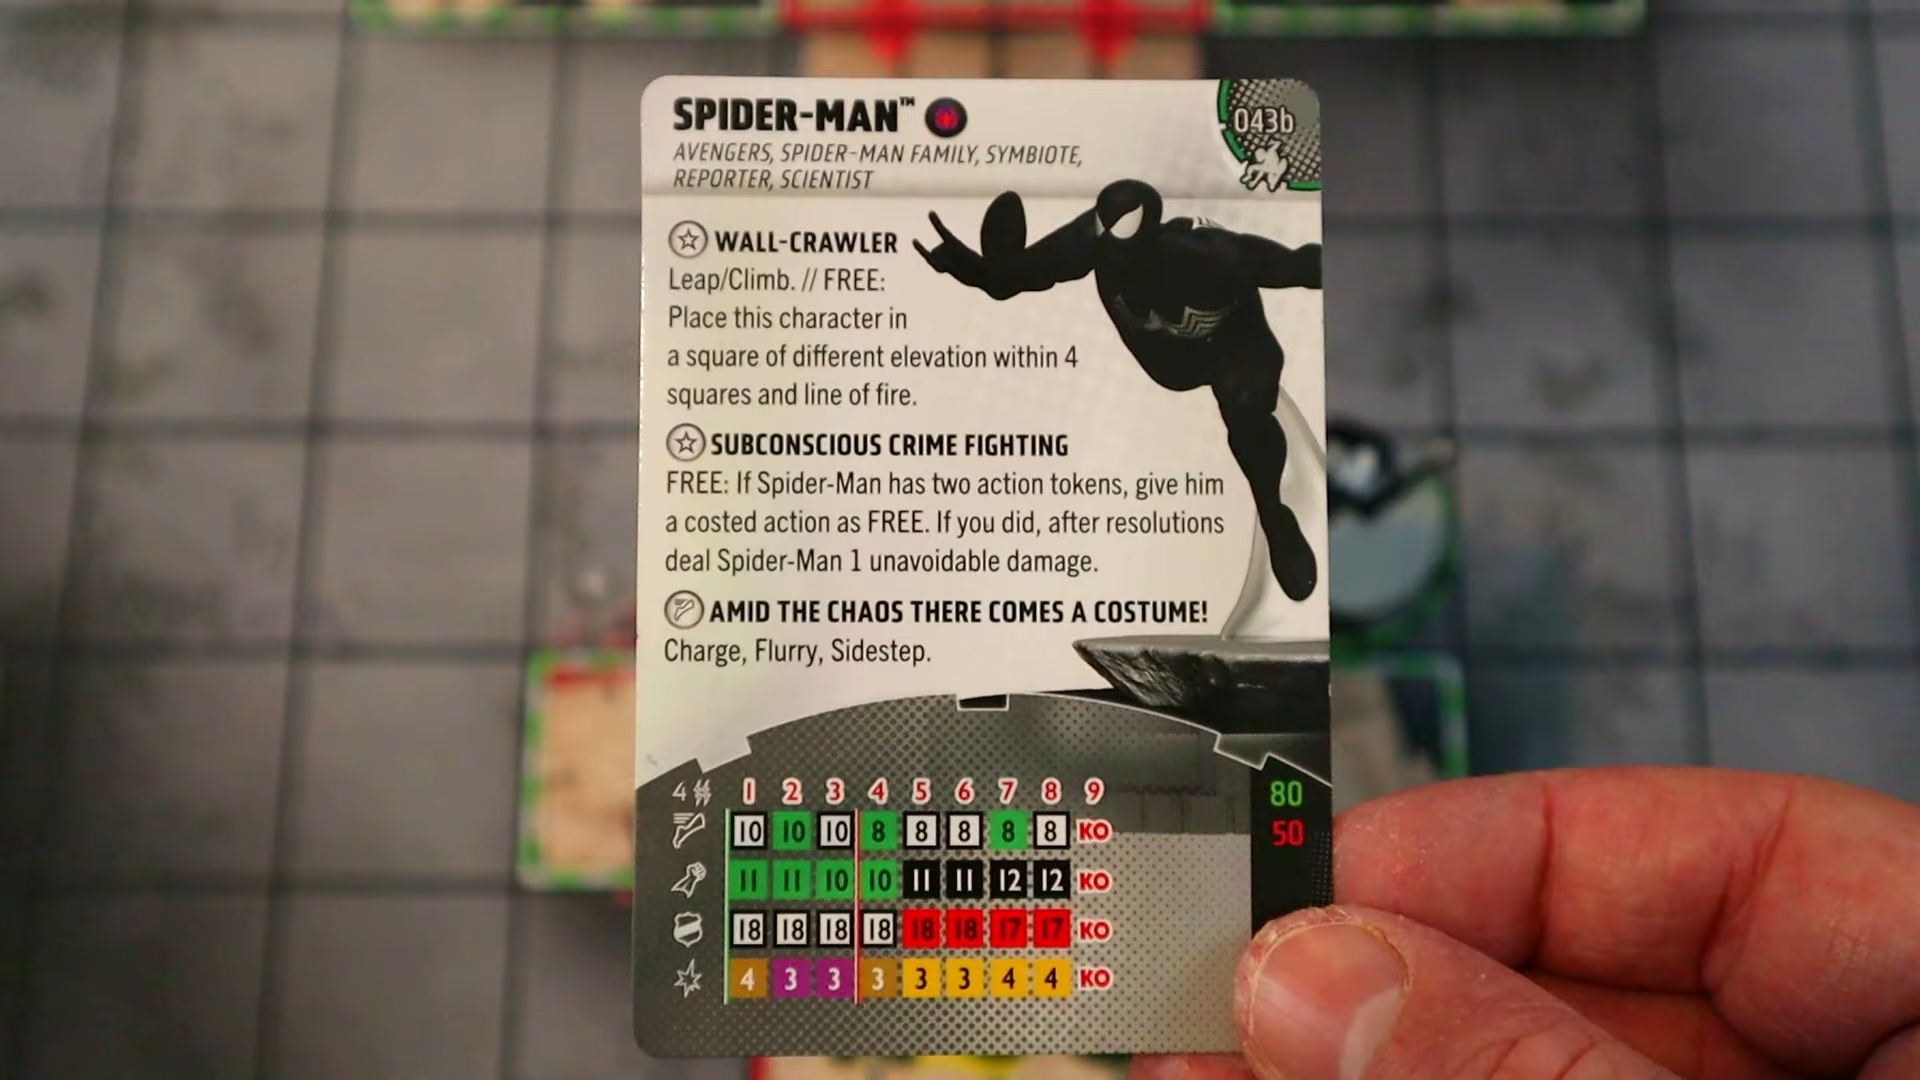 SPIDER-MAN™
043b
AVENGERS, SPIDER-MAN FAMILY, SYMBIOTE,
REPORTER, SCIENTIST
WALL-CRAWLER
Leap/Climb. // FREE:
Place this character in
a square of different elevation within 4
squares and line of fire.
SUBCONSCIOUS CRIME FIGHTING
FREE: If Spider-Man has two action tokens, give him
a costed action as FREE. If you did, after resolutions
deal Spider-Man 1 unavoidable damage.
AMID THE CHAOS THERE COMES A COSTUME!
Charge, Flurry, Sidestep.
4 1 2 3 4 5 6 7 8 9 80
10 10 10 8 8 8 8 8 KO 50
11 11 10 10 11 11 12 12 KO
18 18 18 18 18 18 17 17 KO
4 3 3 3 3 3 4 4 KO